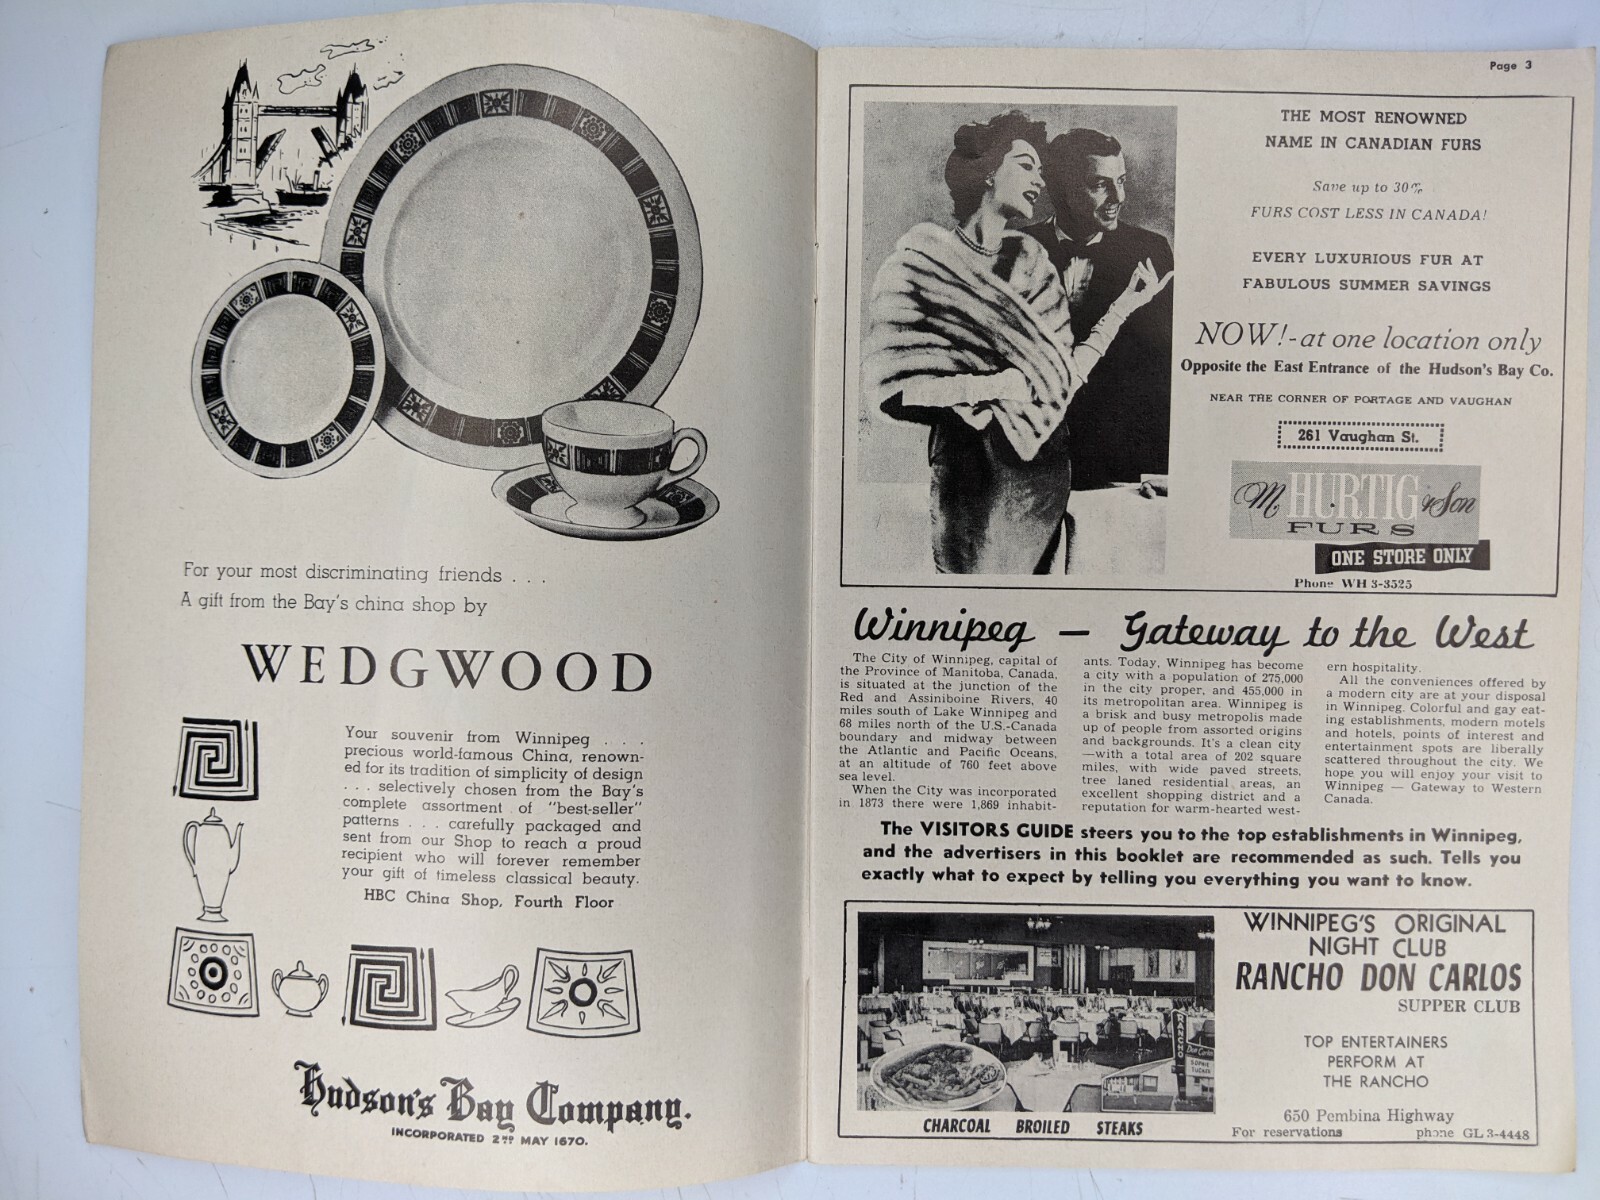 For your most discriminating friends . . .
A gift from the Bay's china shop by
WEDGWOOD
Your souvenir from Winnipeg . . .
precious world-famous China, renown-
ed for its tradition of simplicity of design
. . . selectively chosen from the Bay's
complete assortment of "best-seller"
patterns . . . carefully packaged and
sent from our Shop to reach a proud
recipient who will forever remember
your gift of timeless classical beauty.
HBC China Shop, Fourth Floor
Hudson's Bay Company.
INCORPORATED 2ND MAY 1670.
Page 3
THE MOST RENOWNED
NAME IN CANADIAN FURS
Save up to 30%
FURS COST LESS IN CANADA!
EVERY LUXURIOUS FUR AT
FABULOUS SUMMER SAVINGS
NOW!-at one location only
Opposite the East Entrance of the Hudson's Bay Co.
NEAR THE CORNER OF PORTAGE AND VAUGHAN
261 Vaughan St.
M. HURTIG & Son
FURS
ONE STORE ONLY
Phone WH 3-3525
Winnipeg — Gateway to the West
The City of Winnipeg, capital of
the Province of Manitoba, Canada,
is situated at the junction of the
Red and Assiniboine Rivers, 40
miles south of Lake Winnipeg and
68 miles north of the U.S.-Canada
boundary and midway between
the Atlantic and Pacific Oceans,
at an altitude of 760 feet above
sea level.
When the City was incorporated
in 1873 there were 1,869 inhabit-
ants. Today, Winnipeg has become
a city with a population of 275,000
in the city proper, and 455,000 in
its metropolitan area. Winnipeg is
a brisk and busy metropolis made
up of people from assorted origins
and backgrounds. It's a clean city
—with a total area of 202 square
miles, with wide paved streets,
tree laned residential areas, an
excellent shopping district and a
reputation for warm-hearted west-
ern hospitality.
All the conveniences offered by
a modern city are at your disposal
in Winnipeg. Colorful and gay eat-
ing establishments, modern motels
and hotels, points of interest and
entertainment spots are liberally
scattered throughout the city. We
hope you will enjoy your visit to
Winnipeg — Gateway to Western
Canada.
The VISITORS GUIDE steers you to the top establishments in Winnipeg,
and the advertisers in this booklet are recommended as such. Tells you
exactly what to expect by telling you everything you want to know.
RANCHO
Don Carlos
SOPHIE
TUCKER
CHARCOAL BROILED STEAKS
WINNIPEG'S ORIGINAL
NIGHT CLUB
RANCHO DON CARLOS
SUPPER CLUB
TOP ENTERTAINERS
PERFORM AT
THE RANCHO
650 Pembina Highway
For reservations phone GL 3-4448